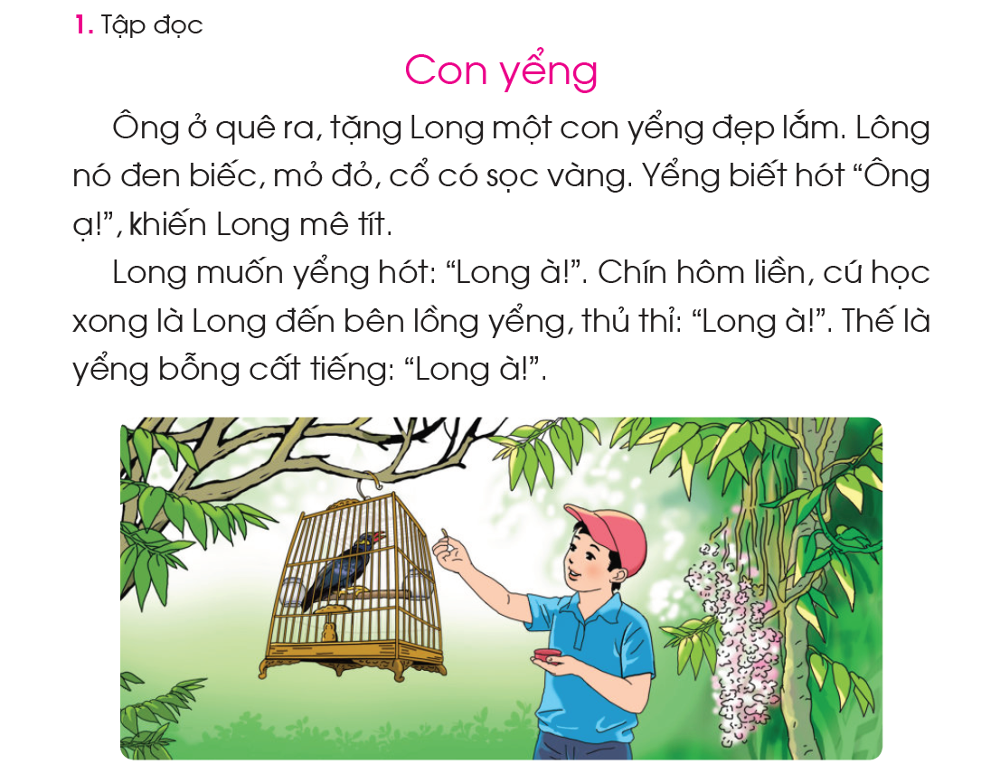 1. Tập đọc
Con yểng
Ông ở quê ra, tặng Long một con yểng đẹp lắm. Lông
nó đen biếc, mỏ đỏ, cổ có sọc vàng. Yểng biết hót “Ông
ạ!”, khiến Long mê tít.
Long muốn yểng hót: “Long à!”. Chín hôm liền, cứ học
xong là Long đến bên lồng yểng, thủ thỉ: “Long à!”. Thế là
yểng bỗng cất tiếng: “Long à!”.